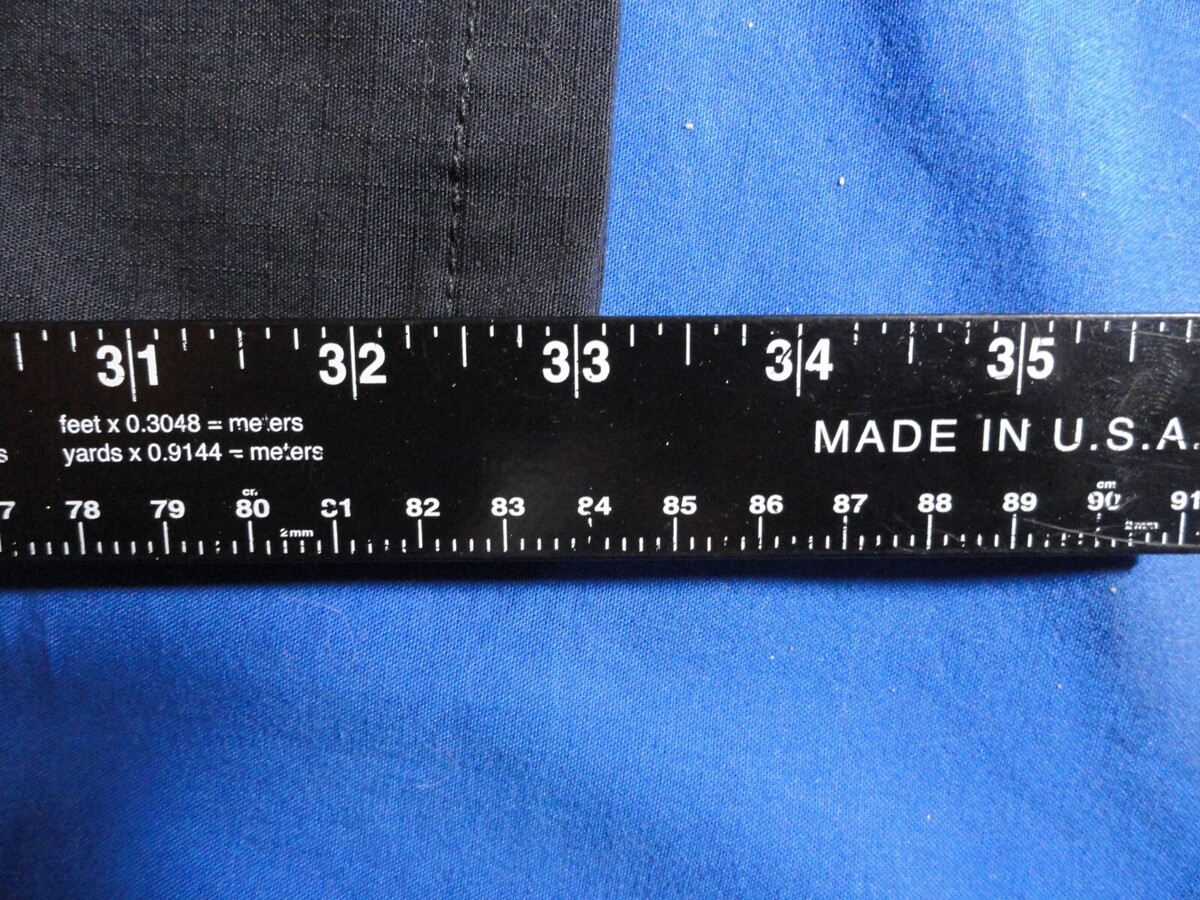 31 32 33 34 35
feet x 0.3048 = meters
yards x 0.9144 = meters
MADE IN U.S.A.
78 79 80 81 82 83 84 85 86 87 88 89 90 91
cm
2mm